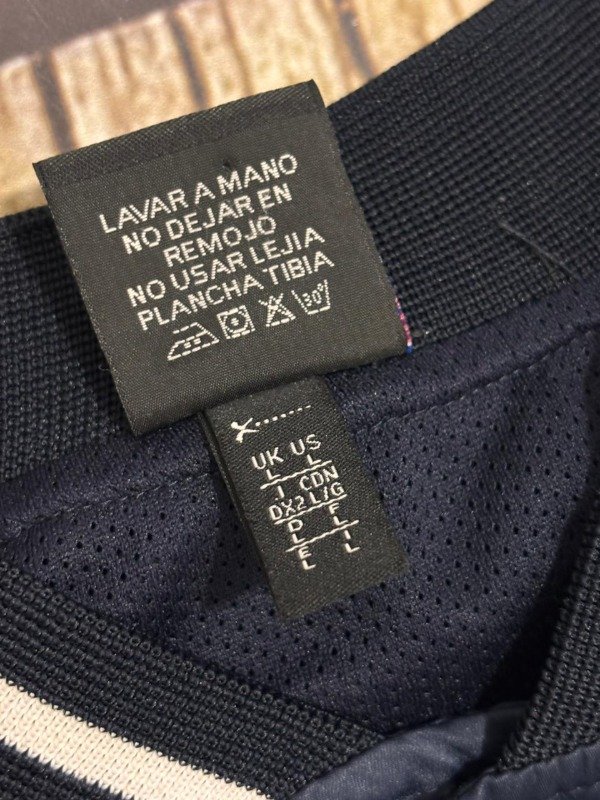 LAVAR A MANO
NO DEJAR EN
REMOJO
NO USAR LEJIA
PLANCHA TIBIA
30°
UK US
L L
J CDN
DX2 L/G
D F
L L
E I
L L